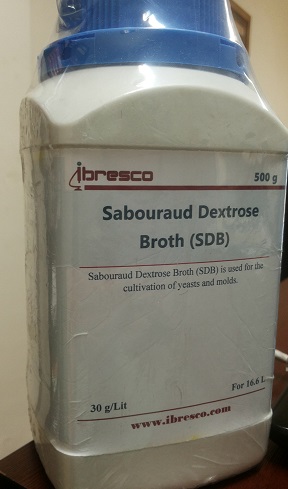 ibresco
500 g
Sabouraud Dextrose
Broth (SDB)
Sabouraud Dextrose Broth (SDB) is used for the
cultivation of yeasts and molds.
30 g/Lit
For 16.6 L
www.ibresco.com